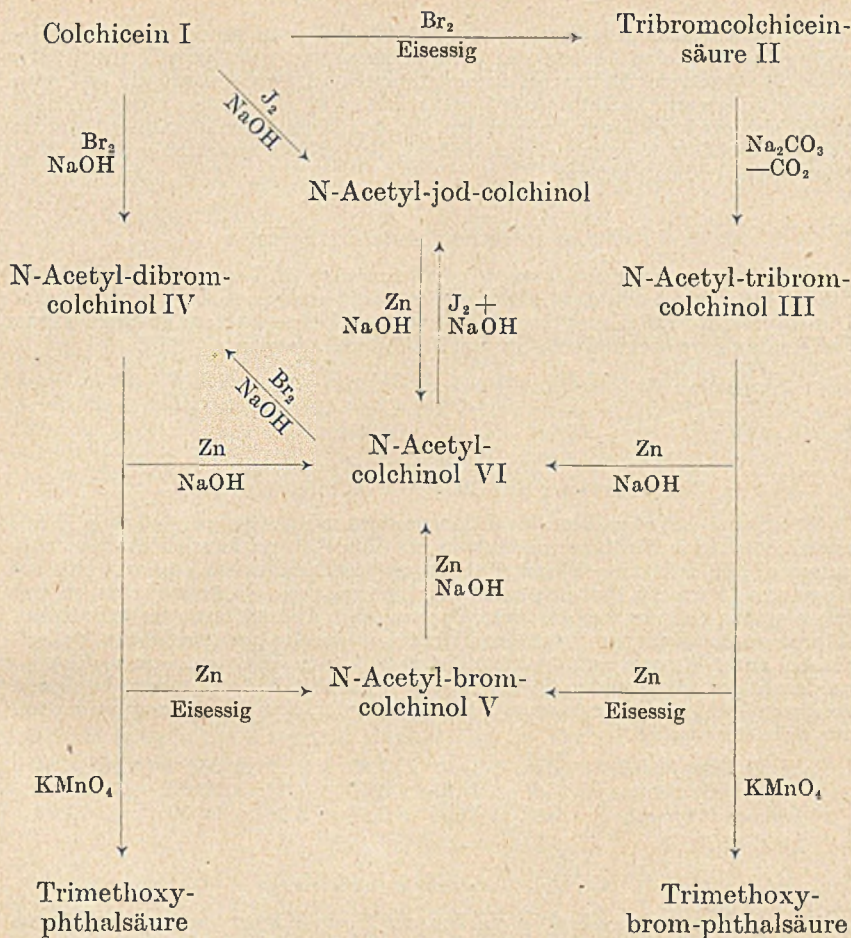 Colchicein I
Br₂
Eisessig
Tribromcolchicein-
säure II
J₂
NaOH
Br₂
NaOH
Na₂CO₃
—CO₂
N-Acetyl-jod-colchinol
N-Acetyl-dibrom-
colchinol IV
Zn
NaOH
J₂+
NaOH
N-Acetyl-tribrom-
colchinol III
Br₂
NaOH
Zn
NaOH
N-Acetyl-
colchinol VI
Zn
NaOH
Zn
NaOH
Zn
Eisessig
N-Acetyl-brom-
colchinol V
Zn
Eisessig
KMnO₄
KMnO₄
Trimethoxy-
phthalsäure
Trimethoxy-
brom-phthalsäure